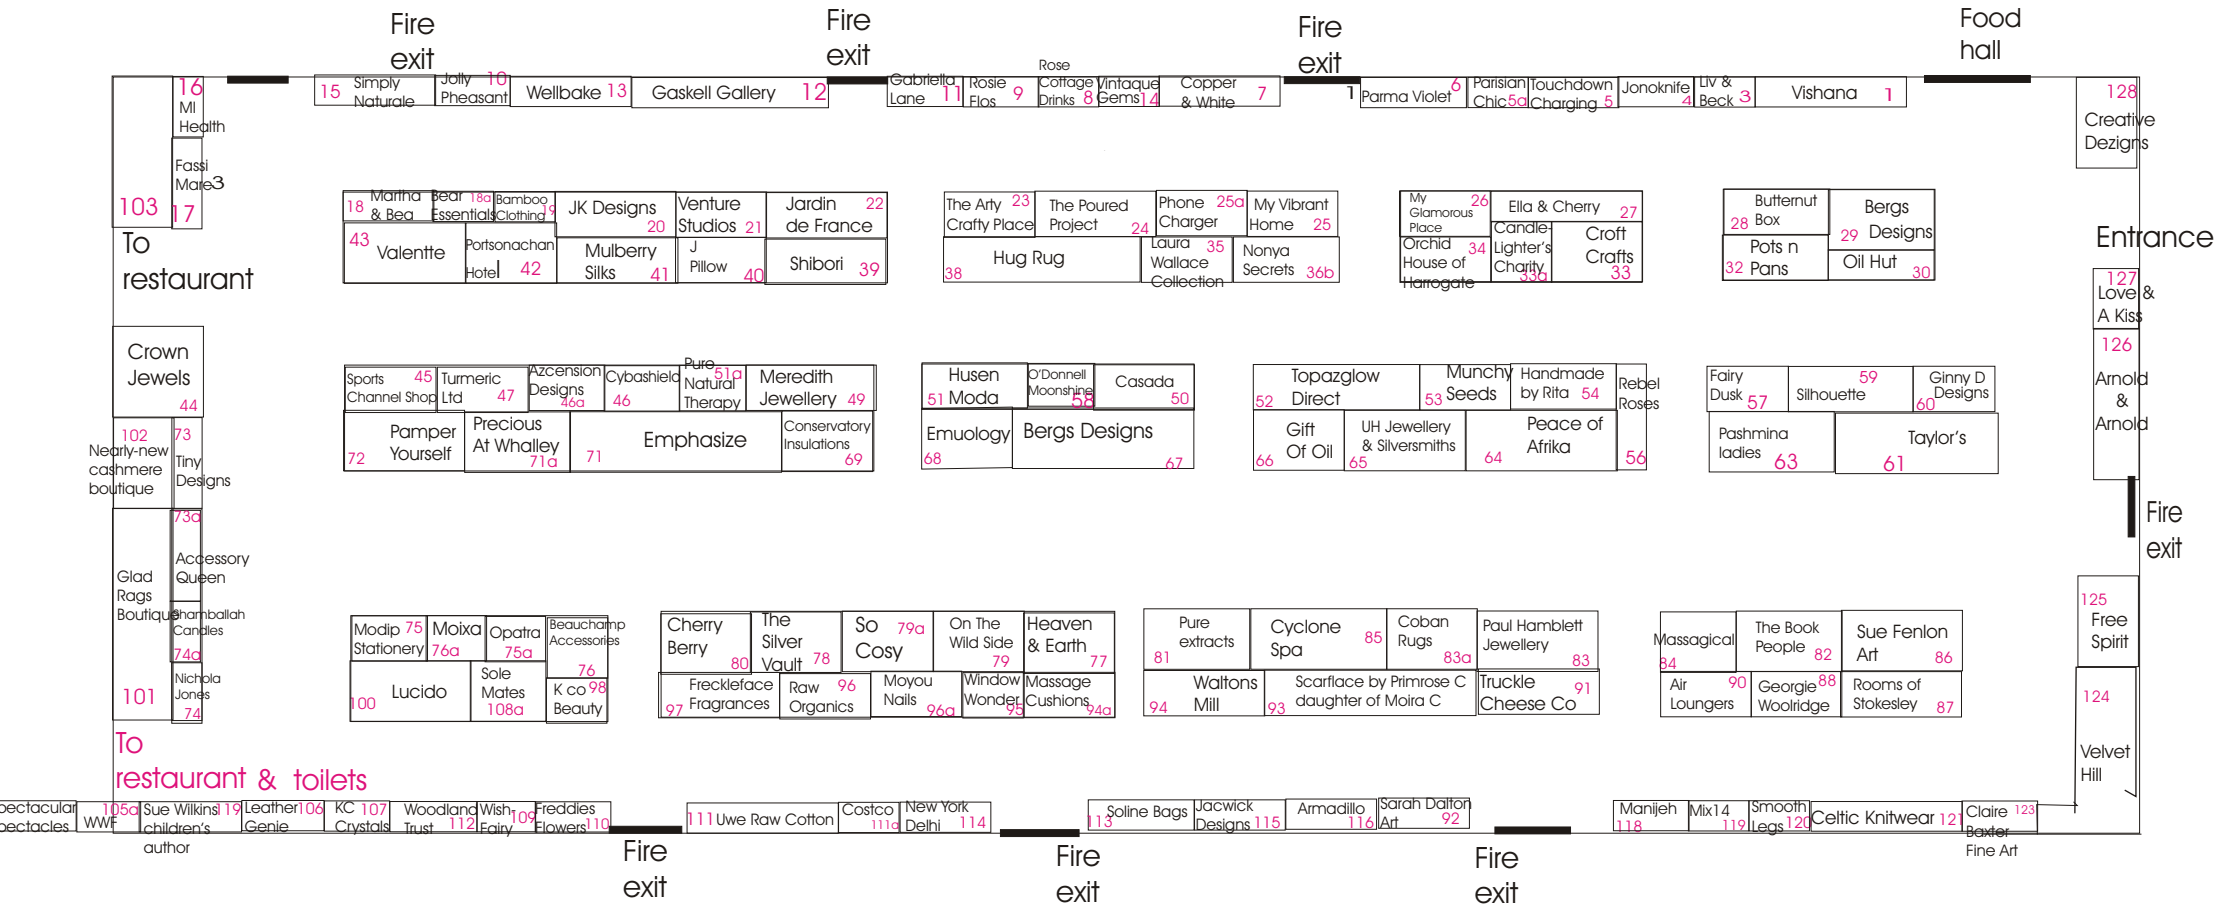 Fire
exit
Fire
exit
Fire
exit
Food
hall
15 Simply
Naturale
Jolly 10
Pheasant
Wellbake 13
Gaskell Gallery 12
Gabriella
Lane 11
Rosie
Flos 9
Rose
Cottage
Drinks 8
Vintaque
Gems 14
Copper
& White 7
1
Parma Violet 6
Parisian
Chic 5a
Touchdown
Charging 5
Jonoknife
4
Liv &
Beck 3
Vishana 1
128
Creative
Dezigns
16
MI
Health
Fassi
Mare3
17
103
To
restaurant
18 Martha
& Bea
Bear 18a
Essentials
Bamboo
Clothing 19
JK Designs
20
Venture
Studios 21
Jardin 22
de France
43
Valentte
Portsonachan
Hotel 42
Mulberry
Silks 41
J
Pillow 40
Shibori 39
The Arty 23
Crafty Place
The Poured
Project 24
Phone 25a
Charger
My Vibrant
Home 25
38 Hug Rug
Laura 35
Wallace
Collection
Nonya
Secrets 36b
My 26
Glamorous
Place
Ella & Cherry 27
Orchid 34
House of
Harrogate
Candle-
Lighter's
Charity
33a
Croft
Crafts
33
Butternut
28 Box
Bergs
29 Designs
32 Pots n
Pans
Oil Hut 30
Entrance
127
Love &
A Kiss
126
Arnold
&
Arnold
Crown
Jewels
44
Sports 45
Channel Shop
Turmeric
Ltd 47
Azcension
Designs
46a
Cybashield
46
Pure 51a
Natural
Therapy
Meredith
Jewellery 49
72 Pamper
Yourself
Precious
At Whalley
71a
71 Emphasize
Conservatory
Insulations
69
Husen
51 Moda
O'Donnell
Moonshine
58
Casada
50
Emuology
68
Bergs Designs
67
Topazglow
52 Direct
Munchy
53 Seeds
Handmade
by Rita 54
Rebel
Roses
56
Gift
66 Of Oil
UH Jewellery
& Silversmiths
65
Peace of
64 Afrika
Fairy
Dusk 57
59
Silhouette
Ginny D
60 Designs
Pashmina
ladies 63
Taylor's
61
102
Nearly-new
cashmere
boutique
73
Tiny
Designs
73a
Accessory
Queen
Glad
Rags
Boutique
101
Shamballah
Candles
74a
Nichola
Jones
74
Fire
exit
125
Free
Spirit
124
Velvet
Hill
Modip 75
Stationery
Moixa
76a
Opatra
75a
Beauchamp
Accessories
76
100 Lucido
Sole
Mates
108a
K co 98
Beauty
Cherry
Berry
80
The
Silver
Vault 78
So 79a
Cosy
On The
Wild Side
79
Heaven
& Earth
77
97 Freckleface
Fragrances
Raw 96
Organics
Moyou
Nails
96a
Window
Wonder
95
Massage
Cushions
94a
Pure
extracts
81
Cyclone
Spa 85
Coban
Rugs
83a
Paul Hamblett
Jewellery
83
Waltons
94 Mill
Scarflace by Primrose C
93 daughter of Moira C
Truckle 91
Cheese Co
Massagical
84
The Book
People 82
Sue Fenlon
Art 86
Air 90
Loungers
Georgie 88
Woolridge
Rooms of
Stokesley 87
To
restaurant & toilets
pectacular
pectacles
105a
WWF
Sue Wilkins 119
children's
author
Leather 106
Genie
KC 107
Crystals
Woodland
Trust 112
Wish 109
Fairy
Freddies
Flowers 110
111 Uwe Raw Cotton
Costco
111a
New York
Delhi 114
113 Soline Bags
Jacwick
Designs 115
Armadillo
116
Sarah Dalton
Art 92
Manijeh
118
Mix14
119
Smooth
Legs 120
Celtic Knitwear 121
Claire 123
Baxter
Fine Art
Fire
exit
Fire
exit
Fire
exit